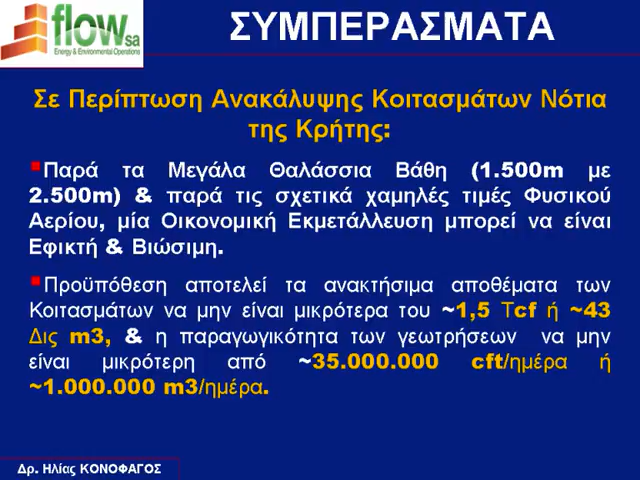 flow sa
Energy & Environmental Operations
ΣΥΜΠΕΡΑΣΜΑΤΑ
Σε Περίπτωση Ανακάλυψης Κοιτασμάτων Νότια
της Κρήτης:
Παρά τα Μεγάλα Θαλάσσια Βάθη (1.500m με
2.500m) & παρά τις σχετικά χαμηλές τιμές Φυσικού
Αερίου, μία Οικονομική Εκμετάλλευση μπορεί να είναι
Εφικτή & Βιώσιμη.
Προϋπόθεση αποτελεί τα ανακτήσιμα αποθέματα των
Κοιτασμάτων να μην είναι μικρότερα του ~1,5 Tcf ή ~43
Δις m3, & η παραγωγικότητα των γεωτρήσεων να μην
είναι μικρότερη από ~35.000.000 cft/ημέρα ή
~1.000.000 m3/ημέρα.
Δρ. Ηλίας ΚΟΝΟΦΑΓΟΣ